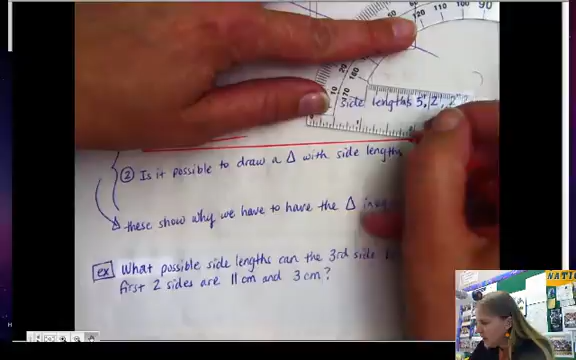 side lengths 5, 2, 2
② Is it possible to draw a Δ with side lengths
these show why we have to have the Δ
ex What possible side lengths can the 3rd side
first 2 sides are 11 cm and 3 cm?